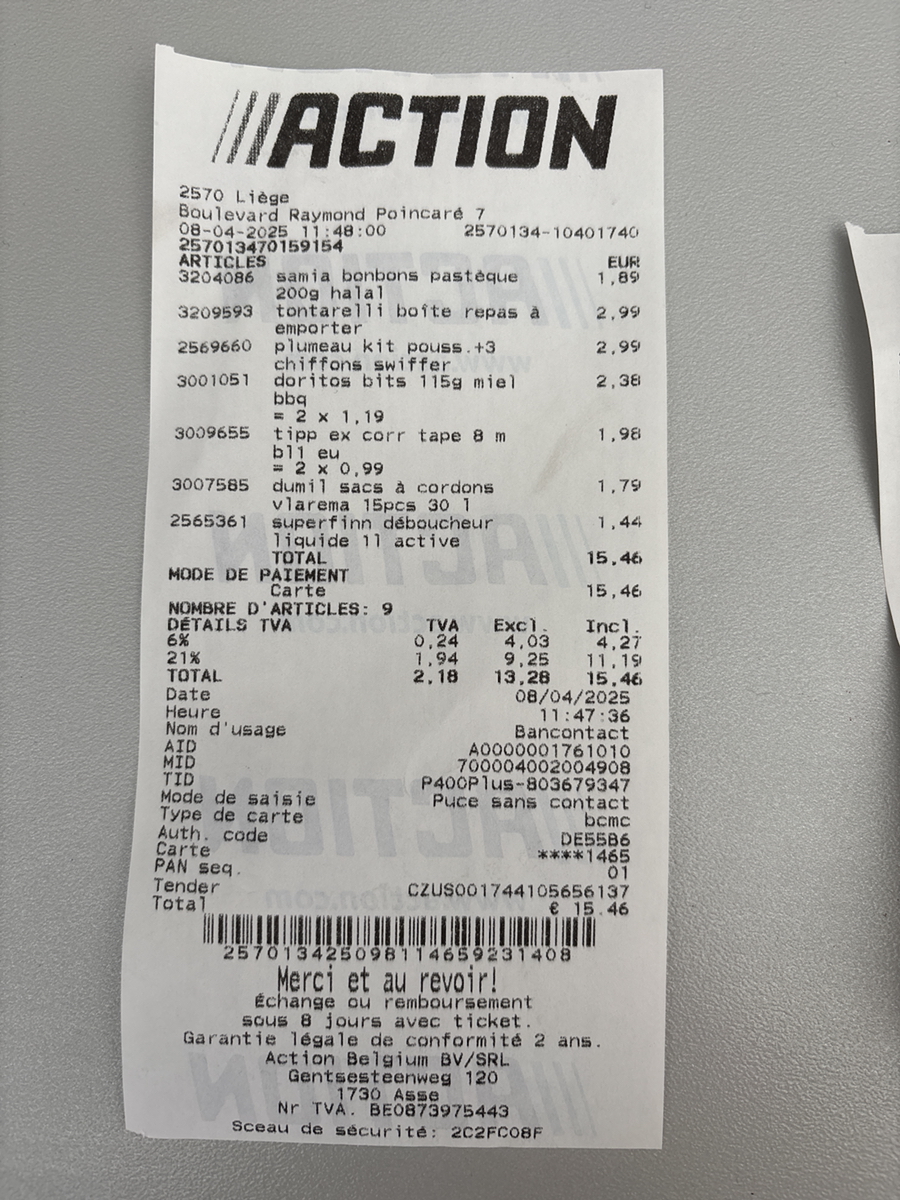 ACTION
2570 Liège
Boulevard Raymond Poincaré 7
08-04-2025 11:48:00 2570134-10401740
257013470159154
ARTICLES EUR
3204086 samia bonbons pastèque 1,89
200g halal
3209593 tontarelli boîte repas à 2,99
emporter
2569660 plumeau kit pouss.+3 2,99
chiffons swiffer
3001051 doritos bits 115g miel 2,38
bbq
= 2 x 1,19
3009655 tipp ex corr tape 8 m 1,98
bl1 eu
= 2 x 0,99
3007585 dumil sacs à cordons 1,79
vlarema 15pcs 30 l
2565361 superfinn déboucheur 1,44
liquide 1l active
TOTAL 15,46
MODE DE PAIEMENT
Carte 15,46
NOMBRE D'ARTICLES: 9
DÉTAILS TVA TVA Excl. Incl.
6% 0,24 4,03 4,27
21% 1,94 9,25 11,19
TOTAL 2,18 13,28 15,46
Date 08/04/2025
Heure 11:47:36
Nom d'usage Bancontact
AID A0000001761010
MID 700004002004908
TID P400Plus-803679347
Mode de saisie Puce sans contact
Type de carte bcmc
Auth. code DE55B6
Carte ****1465
PAN seq. 01
Tender CZUS001744105656137
Total € 15.46
257013425098114659231408
Merci et au revoir!
Échange ou remboursement
sous 8 jours avec ticket.
Garantie légale de conformité 2 ans.
Action Belgium BV/SRL
Gentsesteenweg 120
1730 Asse
Nr TVA. BE0873975443
Sceau de sécurité: 2C2FC08F